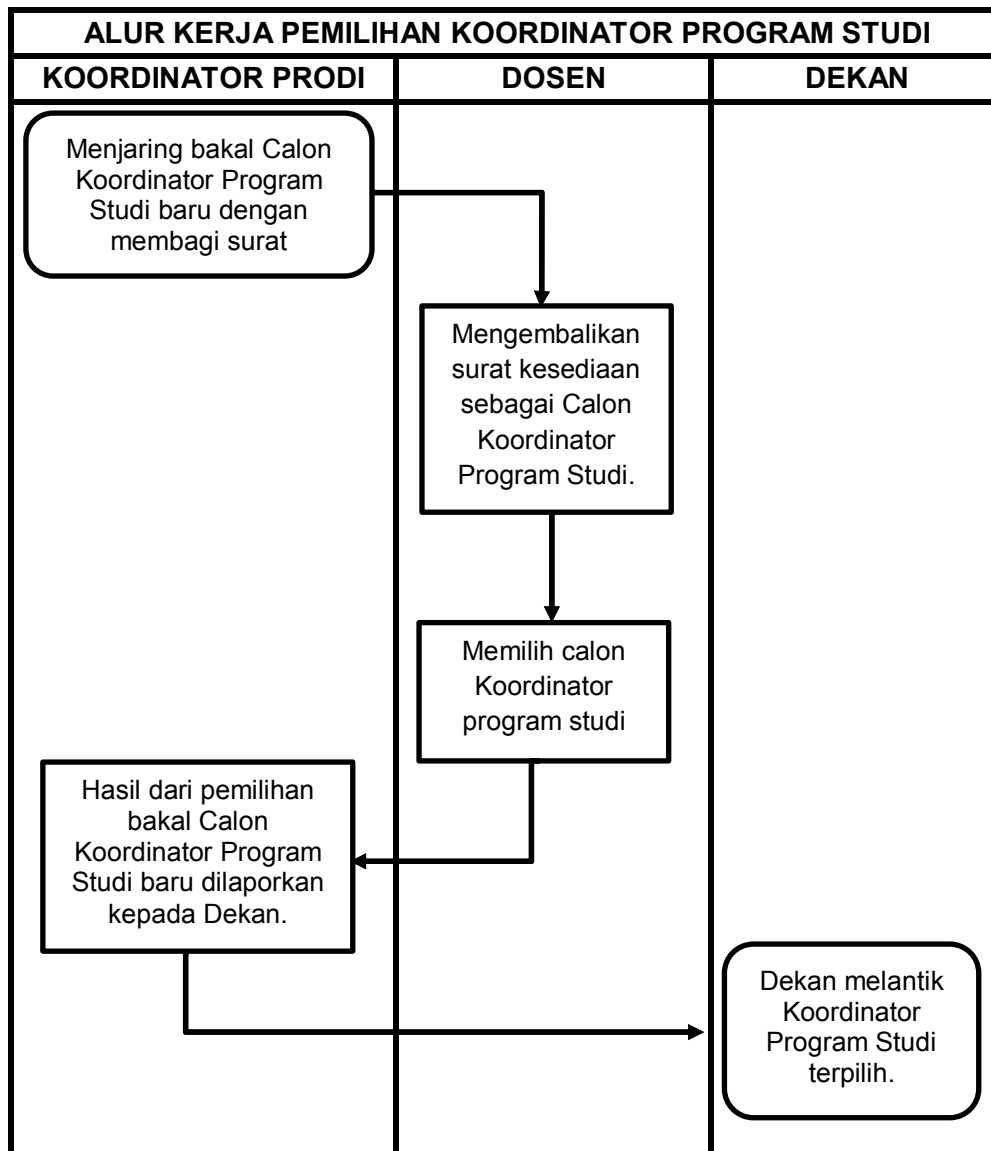 ALUR KERJA PEMILIHAN KOORDINATOR PROGRAM STUDI
KOORDINATOR PRODI
DOSEN
DEKAN
Menjaring bakal Calon
Koordinator Program
Studi baru dengan
membagi surat
Mengembalikan
surat kesediaan
sebagai Calon
Koordinator
Program Studi.
Memilih calon
Koordinator
program studi
Hasil dari pemilihan
bakal Calon
Koordinator Program
Studi baru dilaporkan
kepada Dekan.
Dekan melantik
Koordinator
Program Studi
terpilih.